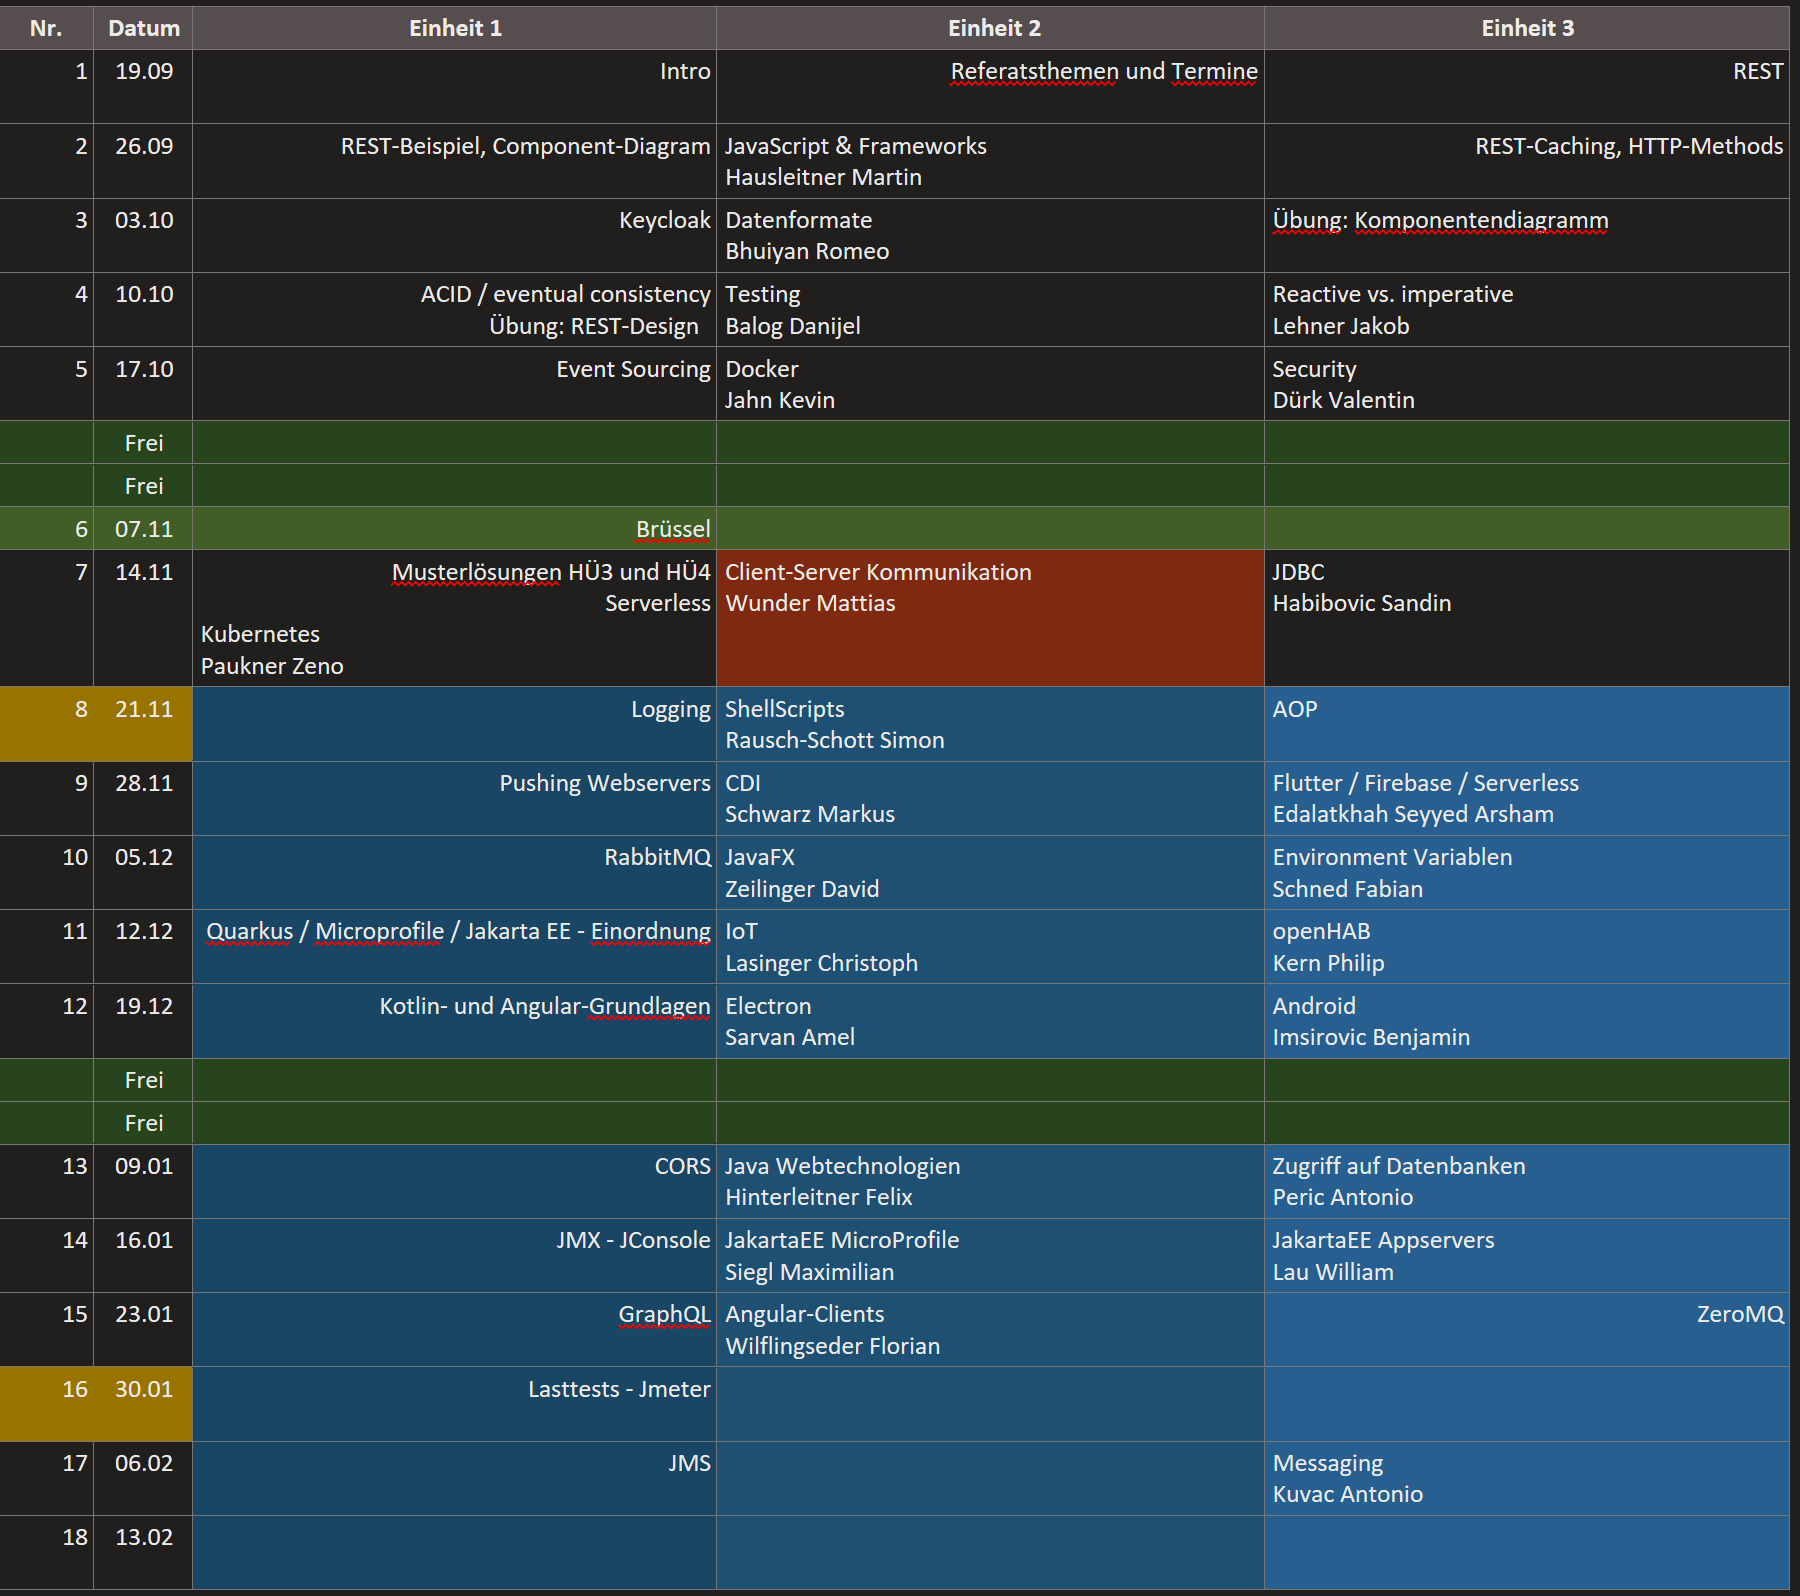 Nr. Datum Einheit 1 Einheit 2 Einheit 3
1 19.09 Intro Referatsthemen und Termine REST
2 26.09 REST-Beispiel, Component-Diagram JavaScript & Frameworks REST-Caching, HTTP-Methods
Hausleitner Martin
3 03.10 Keycloak Datenformate Übung: Komponentendiagramm
Bhuiyan Romeo
4 10.10 ACID / eventual consistency Testing Reactive vs. imperative
Übung: REST-Design Balog Danijel Lehner Jakob
5 17.10 Event Sourcing Docker Security
Jahn Kevin Dürk Valentin
Frei
Frei
6 07.11 Brüssel
7 14.11 Musterlösungen HÜ3 und HÜ4 Client-Server Kommunikation JDBC
Serverless Wunder Mattias Habibovic Sandin
Kubernetes
Paukner Zeno
8 21.11 Logging ShellScripts AOP
Rausch-Schott Simon
9 28.11 Pushing Webservers CDI Flutter / Firebase / Serverless
Schwarz Markus Edalatkhah Seyyed Arsham
10 05.12 RabbitMQ JavaFX Environment Variablen
Zeilinger David Schned Fabian
11 12.12 Quarkus / Microprofile / Jakarta EE - Einordnung IoT openHAB
Lasinger Christoph Kern Philip
12 19.12 Kotlin- und Angular-Grundlagen Electron Android
Sarvan Amel Imsirovic Benjamin
Frei
Frei
13 09.01 CORS Java Webtechnologien Zugriff auf Datenbanken
Hinterleitner Felix Peric Antonio
14 16.01 JMX - JConsole JakartaEE MicroProfile JakartaEE Appservers
Siegl Maximilian Lau William
15 23.01 GraphQL Angular-Clients ZeroMQ
Wilflingseder Florian
16 30.01 Lasttests - Jmeter
17 06.02 JMS Messaging
Kuvac Antonio
18 13.02